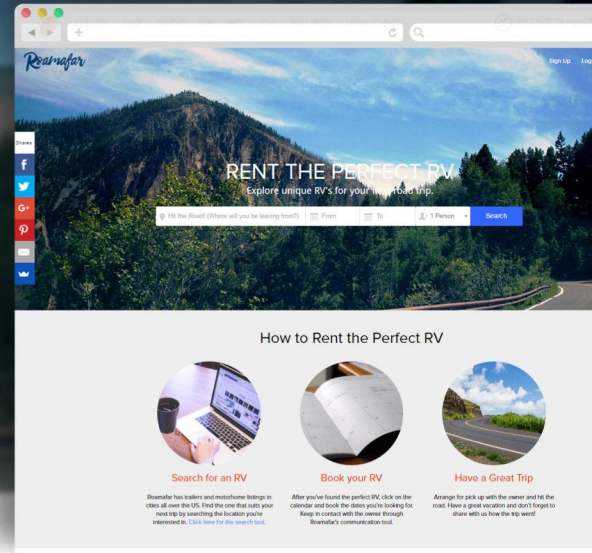 Roamafar
Sign Up Log
Shares
RENT THE PERFECT RV
Explore unique RV's for your next road trip.
Hit the Road! (Where will you be leaving from?) From To 1 Person Search
How to Rent the Perfect RV
Search for an RV
Roamafar has trailers and motorhome listings in
cities all over the US. Find the one that suits your
next trip by searching the location you're
interested in. Click here for the search tool.
Book your RV
After you've found the perfect RV, click on the
calendar and book the dates you're looking for.
Keep in contact with the owner through
Roamafar's communication tool.
Have a Great Trip
Arrange for pick up with the owner and hit the
road. Have a great vacation and don't forget to
share with us how the trip went!